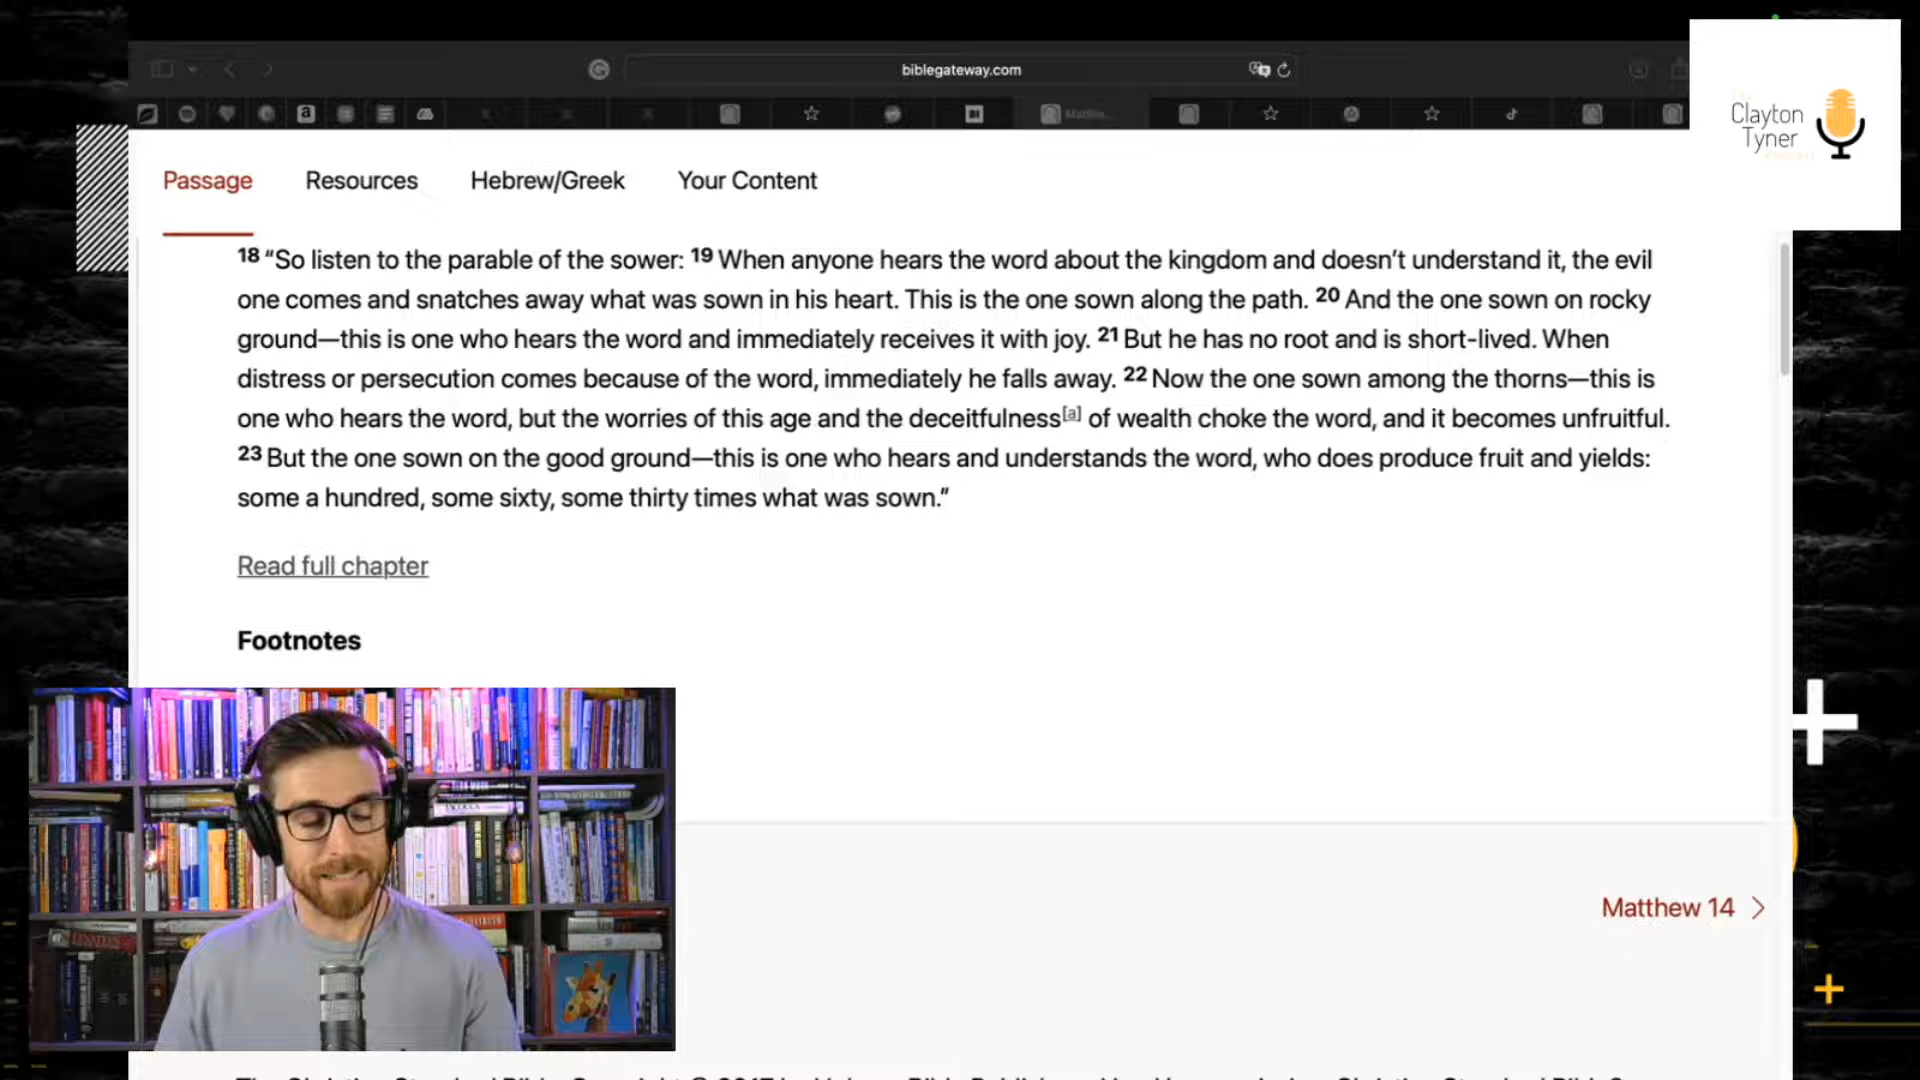 biblegateway.com
Clayton
Tyner
Passage
Resources
Hebrew/Greek
Your Content
18 “So listen to the parable of the sower: 19 When anyone hears the word about the kingdom and doesn’t understand it, the evil
one comes and snatches away what was sown in his heart. This is the one sown along the path. 20 And the one sown on rocky
ground—this is one who hears the word and immediately receives it with joy. 21 But he has no root and is short-lived. When
distress or persecution comes because of the word, immediately he falls away. 22 Now the one sown among the thorns—this is
one who hears the word, but the worries of this age and the deceitfulness[a] of wealth choke the word, and it becomes unfruitful.
23 But the one sown on the good ground—this is one who hears and understands the word, who does produce fruit and yields:
some a hundred, some sixty, some thirty times what was sown.”
Read full chapter
Footnotes
Matthew 14